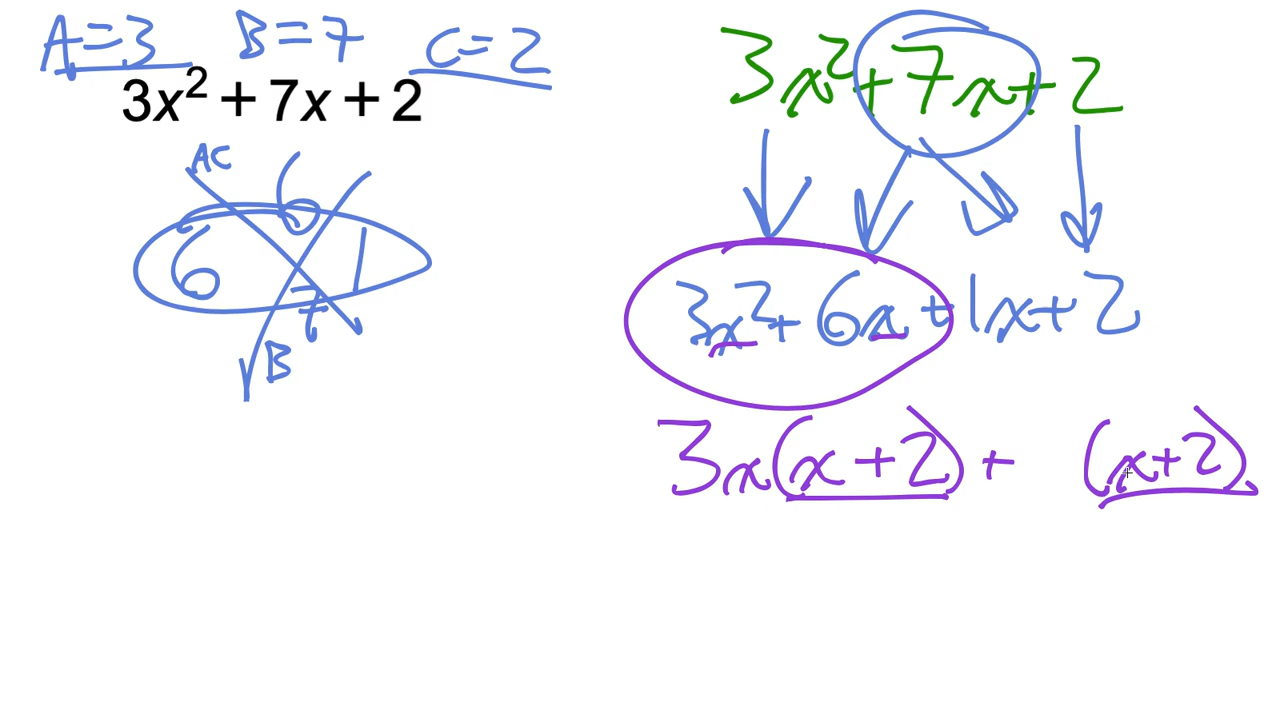 A=3 B=7 C=2
3x² + 7x + 2
AC
6
6 1
7
B
3x²+7x+2
3x²+6x+1x+2
3x(x+2)+ (x+2)